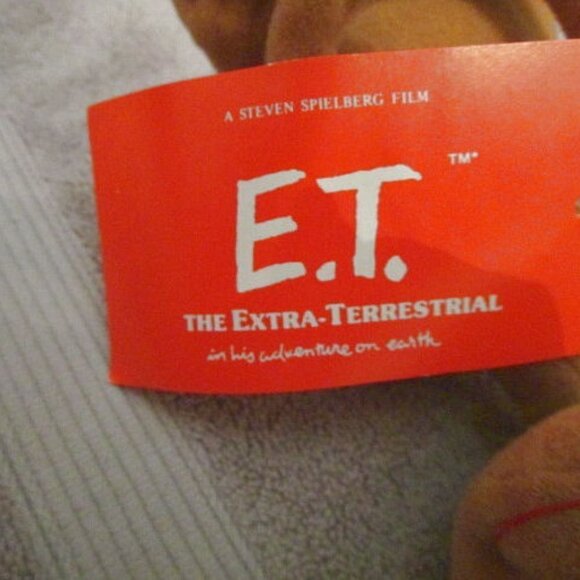 A STEVEN SPIELBERG FILM
E.T. ™*
THE EXTRA-TERRESTRIAL
in his adventure on earth